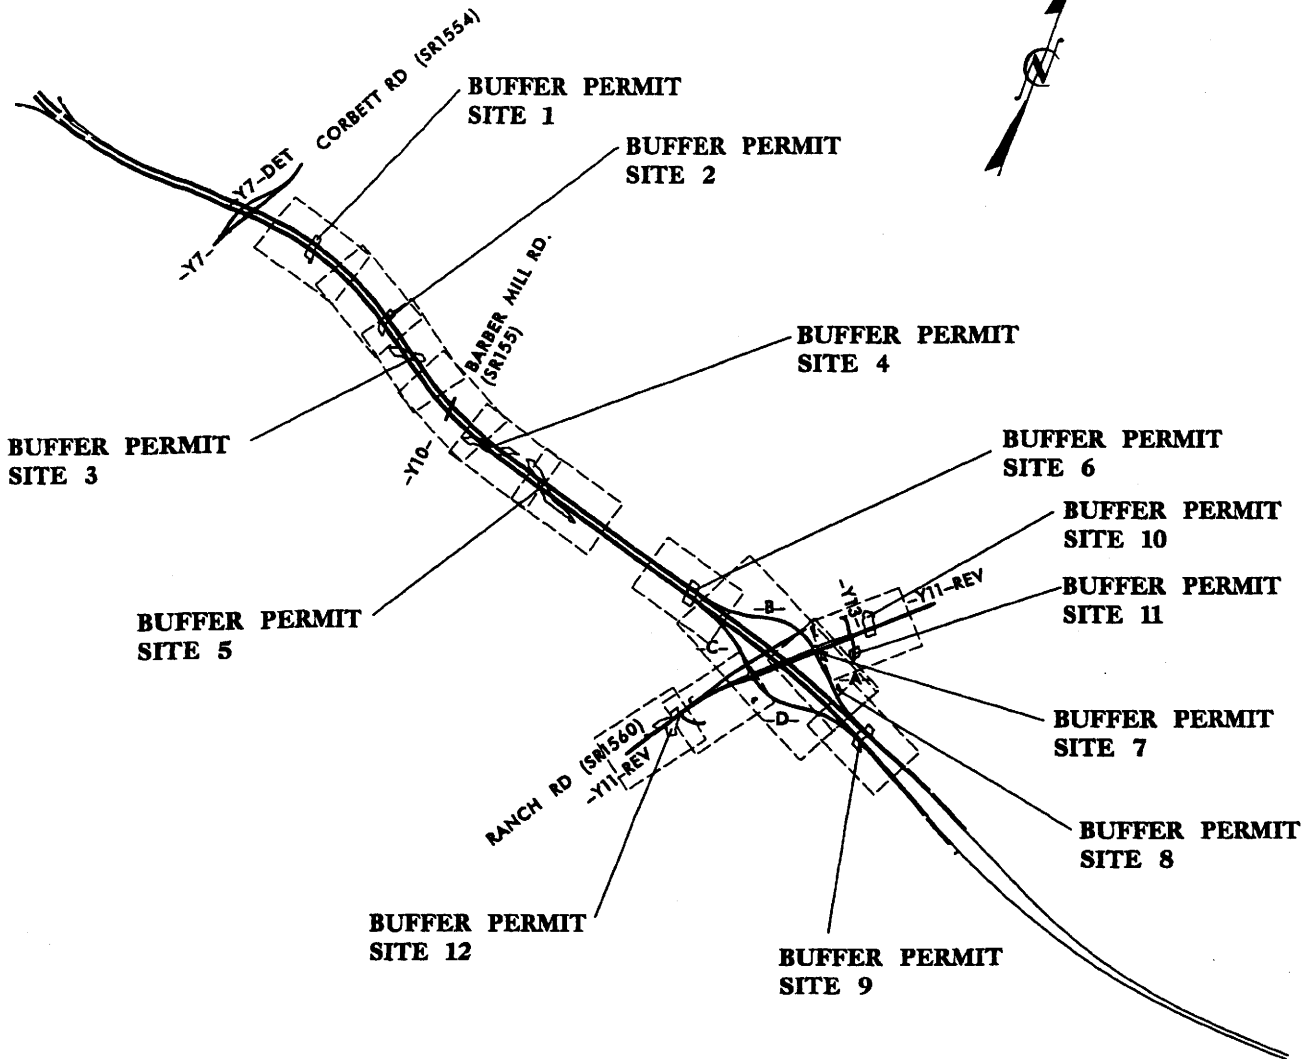 CORBETT RD (SR1554)
-Y7-DET
-Y7-
BUFFER PERMIT
SITE 1
BUFFER PERMIT
SITE 2
N
BARBER MILL RD.
(SR155)
BUFFER PERMIT
SITE 4
BUFFER PERMIT
SITE 3
-Y10-
BUFFER PERMIT
SITE 6
BUFFER PERMIT
SITE 10
BUFFER PERMIT
SITE 11
BUFFER PERMIT
SITE 5
-B-
-Y13-
-Y11-REV
-C-
-A-
-D-
BUFFER PERMIT
SITE 7
RANCH RD (SR1560)
-Y11-REV
BUFFER PERMIT
SITE 8
BUFFER PERMIT
SITE 12
BUFFER PERMIT
SITE 9